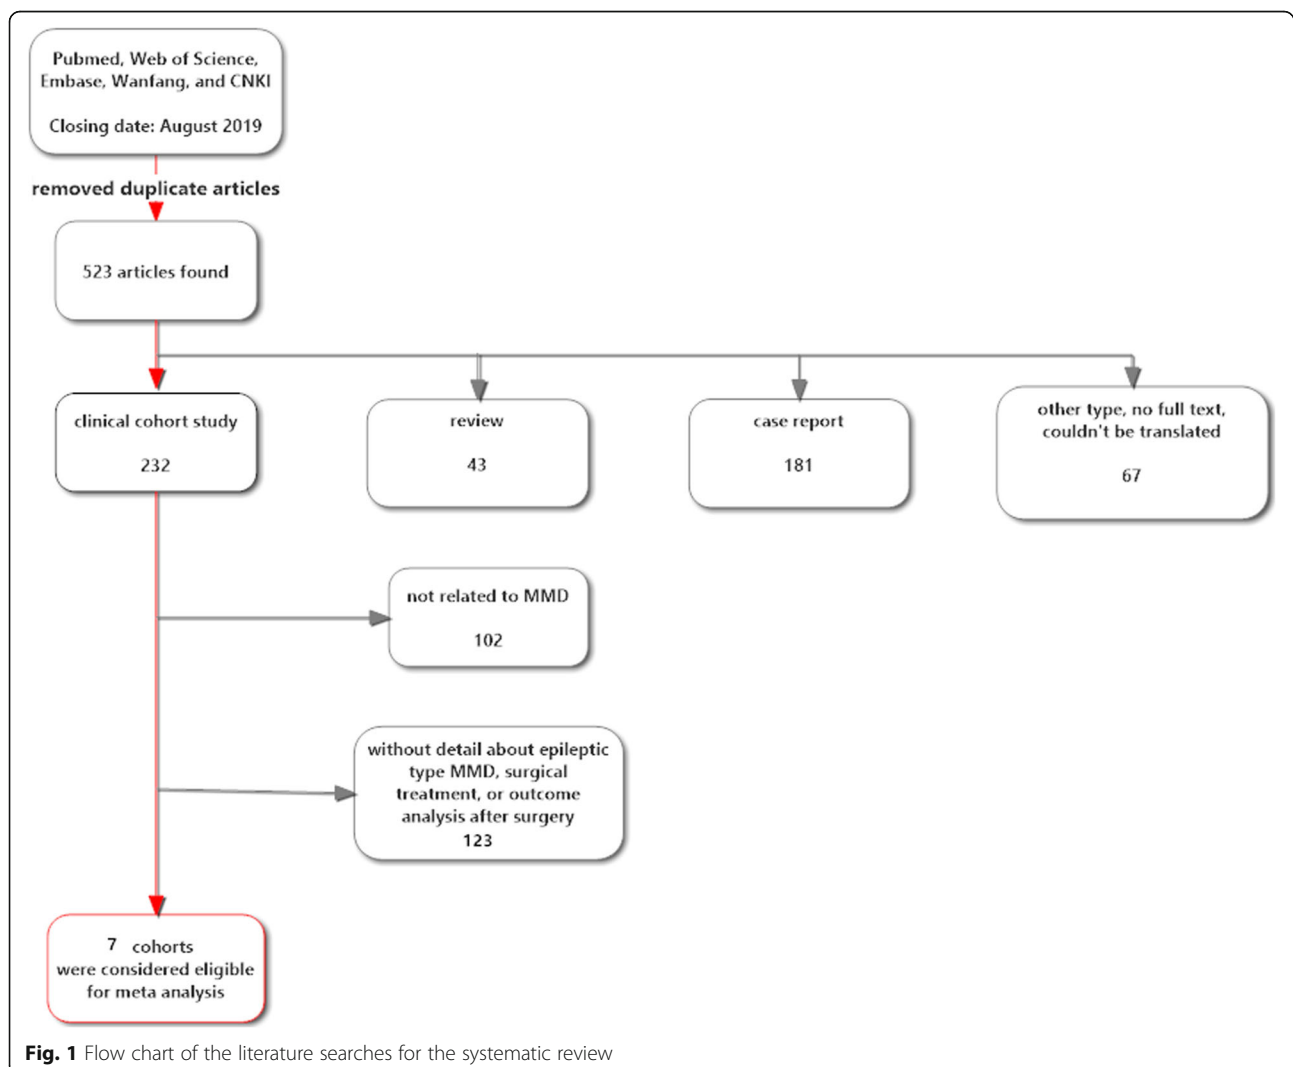 Pubmed, Web of Science,
Embase, Wanfang, and CNKI
Closing date: August 2019
removed duplicate articles
523 articles found
clinical cohort study
232
review
43
case report
181
other type, no full text,
couldn't be translated
67
not related to MMD
102
without detail about epileptic
type MMD, surgical
treatment, or outcome
analysis after surgery
123
7 cohorts
were considered eligible
for meta analysis
Fig. 1 Flow chart of the literature searches for the systematic review